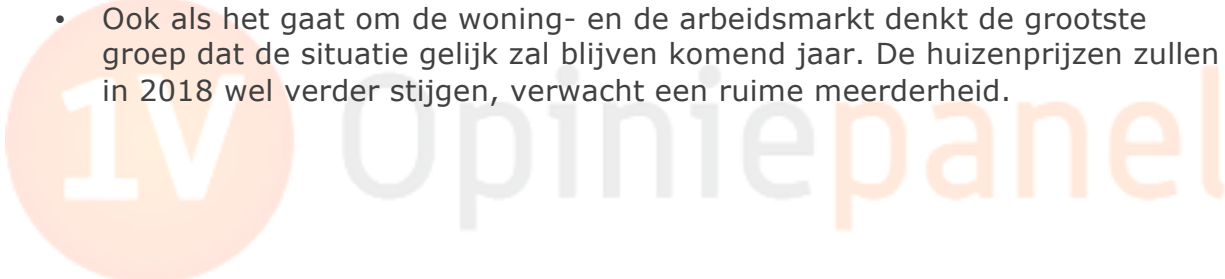 • Ook als het gaat om de woning- en de arbeidsmarkt denkt de grootste
groep dat de situatie gelijk zal blijven komend jaar. De huizenprijzen zullen
in 2018 wel verder stijgen, verwacht een ruime meerderheid.
1V Opiniepanel